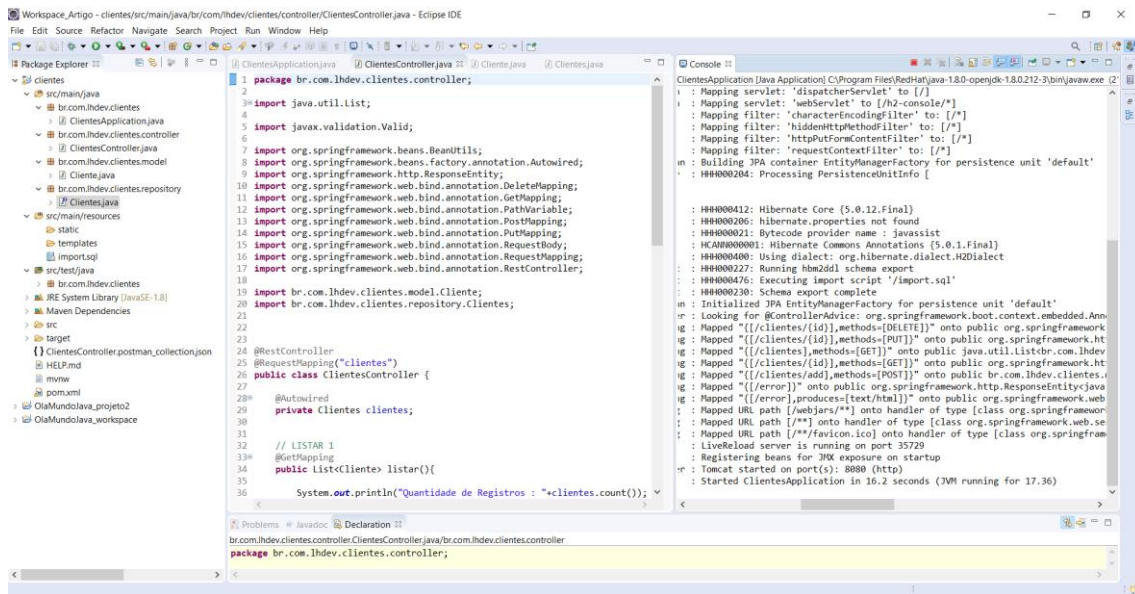 Workspace_Artigo - clientes/src/main/java/br/com/lhdev/clientes/controller/ClientesController.java - Eclipse IDE
File Edit Source Refactor Navigate Search Project Run Window Help
Package Explorer
clientes
src/main/java
br.com.lhdev.clientes
ClientesApplication.java
br.com.lhdev.clientes.controller
ClientesController.java
br.com.lhdev.clientes.model
Cliente.java
br.com.lhdev.clientes.repository
Clientes.java
src/main/resources
static
templates
import.sql
src/test/java
br.com.lhdev.clientes
JRE System Library [JavaSE-1.8]
Maven Dependencies
src
target
ClientesController.postman_collection.json
HELP.md
mvnw
pom.xml
OlaMundoJava_projeto2
OlaMundoJava_workspace
ClientesApplication.java ClientesController.java Cliente.java Clientes.java
1 package br.com.lhdev.clientes.controller;
2
3 import java.util.List;
4
5 import javax.validation.Valid;
6
7 import org.springframework.beans.BeanUtils;
8 import org.springframework.beans.factory.annotation.Autowired;
9 import org.springframework.http.ResponseEntity;
10 import org.springframework.web.bind.annotation.DeleteMapping;
11 import org.springframework.web.bind.annotation.GetMapping;
12 import org.springframework.web.bind.annotation.PathVariable;
13 import org.springframework.web.bind.annotation.PostMapping;
14 import org.springframework.web.bind.annotation.PutMapping;
15 import org.springframework.web.bind.annotation.RequestBody;
16 import org.springframework.web.bind.annotation.RequestMapping;
17 import org.springframework.web.bind.annotation.RestController;
18
19 import br.com.lhdev.clientes.model.Cliente;
20 import br.com.lhdev.clientes.repository.Clientes;
21
22
23
24 @RestController
25 @RequestMapping("clientes")
26 public class ClientesController {
27
28 @Autowired
29 private Clientes clientes;
30
31
32 // LISTAR 1
33 @GetMapping
34 public List<Cliente> listar(){
35
36 System.out.println("Quantidade de Registros : "+clientes.count());
Console
ClientesApplication [Java Application] C:\Program Files\RedHat\java-1.8.0-openjdk-1.8.0.212-3\bin\javaw.exe (2
: Mapping servlet: 'dispatcherServlet' to [/]
: Mapping servlet: 'webServlet' to [/h2-console/*]
: Mapping filter: 'characterEncodingFilter' to: [/*]
: Mapping filter: 'hiddenHttpMethodFilter' to: [/*]
: Mapping filter: 'httpPutFormContentFilter' to: [/*]
: Mapping filter: 'requestContextFilter' to: [/*]
: Building JPA container EntityManagerFactory for persistence unit 'default'
: HHH000204: Processing PersistenceUnitInfo [
: HHH000412: Hibernate Core {5.0.12.Final}
: HHH000206: hibernate.properties not found
: HHH000021: Bytecode provider name : javassist
: HCANN000001: Hibernate Commons Annotations {5.0.1.Final}
: HHH000400: Using dialect: org.hibernate.dialect.H2Dialect
: HHH000227: Running hbm2ddl schema export
: HHH000476: Executing import script '/import.sql'
: HHH000230: Schema export complete
: Initialized JPA EntityManagerFactory for persistence unit 'default'
: Looking for @ControllerAdvice: org.springframework.boot.context.embedded.Ann
: Mapped "{[/clientes/{id}],methods=[DELETE]}" onto public org.springframework
: Mapped "{[/clientes/{id}],methods=[PUT]}" onto public org.springframework.ht
: Mapped "{[/clientes],methods=[GET]}" onto public java.util.List<br.com.lhdev
: Mapped "{[/clientes/{id}],methods=[GET]}" onto public org.springframework.ht
: Mapped "{[/clientes/add],methods=[POST]}" onto public br.com.lhdev.clientes.
: Mapped "{[/error]}" onto public org.springframework.http.ResponseEntity<java
: Mapped "{[/error],produces=[text/html]}" onto public org.springframework.web
: Mapped URL path [/webjars/**] onto handler of type [class org.springframewor
: Mapped URL path [/**] onto handler of type [class org.springframework.web.se
: Mapped URL path [/**/favicon.ico] onto handler of type [class org.springfram
: LiveReload server is running on port 35729
: Registering beans for JMX exposure on startup
: Tomcat started on port(s): 8080 (http)
: Started ClientesApplication in 16.2 seconds (JVM running for 17.36)
Problems Javadoc Declaration
br.com.lhdev.clientes.controller.ClientesController.java/br.com.lhdev.clientes.controller
package br.com.lhdev.clientes.controller;